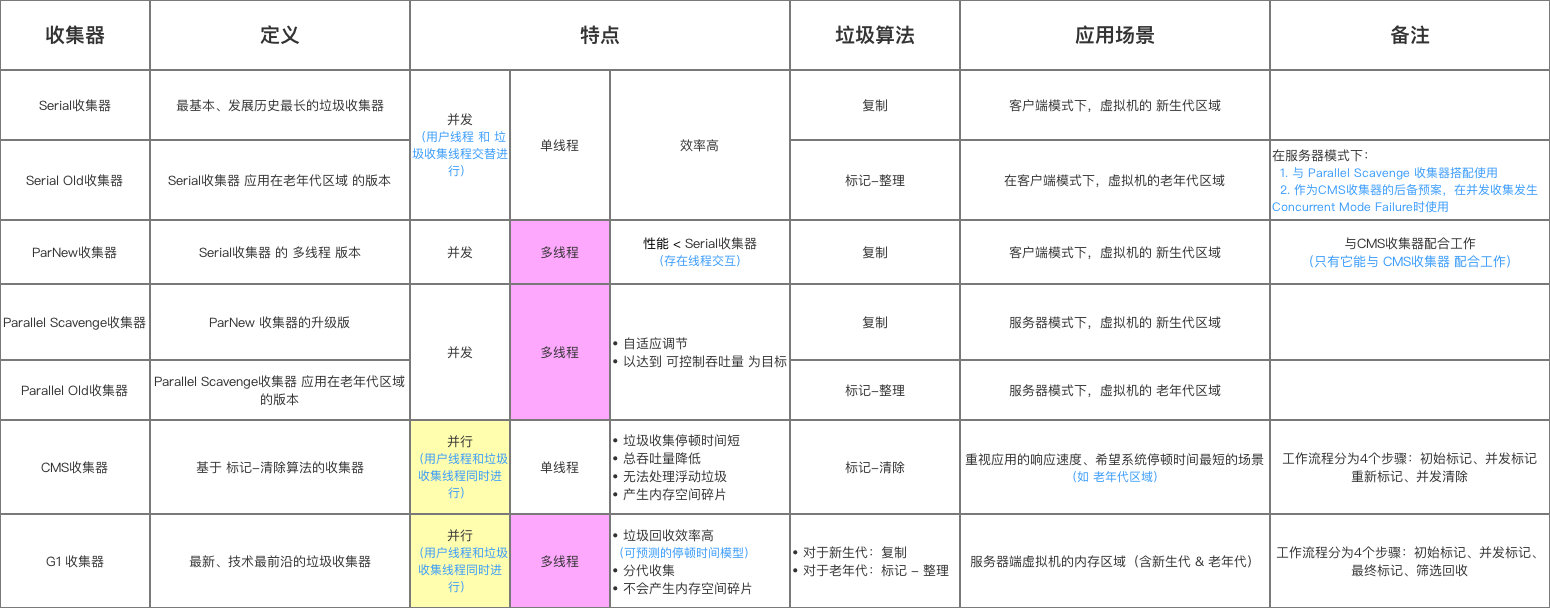 收集器
定义
特点
垃圾算法
应用场景
备注
Serial收集器
最基本、发展历史最长的垃圾收集器
并发
（用户线程 和 垃
圾收集线程交替进
行）
单线程
效率高
复制
客户端模式下，虚拟机的 新生代区域
Serial Old收集器
Serial收集器 应用在老年代区域 的版本
标记-整理
在客户端模式下，虚拟机的老年代区域
在服务器模式下：
1. 与 Parallel Scavenge 收集器搭配使用
2. 作为CMS收集器的后备预案，在并发收集发生
Concurrent Mode Failure时使用
ParNew收集器
Serial收集器 的 多线程 版本
并发
多线程
性能 < Serial收集器
（存在线程交互）
复制
客户端模式下，虚拟机的 新生代区域
与CMS收集器配合工作
（只有它能与 CMS收集器 配合工作）
Parallel Scavenge收集器
ParNew 收集器的升级版
并发
多线程
• 自适应调节
• 以达到 可控制吞吐量 为目标
复制
服务器模式下，虚拟机的 新生代区域
Parallel Old收集器
Parallel Scavenge收集器 应用在老年代区域
的版本
标记-整理
服务器模式下，虚拟机的 老年代区域
CMS收集器
基于 标记-清除算法的收集器
并行
（用户线程和垃圾
收集线程同时进
行）
单线程
• 垃圾收集停顿时间短
• 总吞吐量降低
• 无法处理浮动垃圾
• 产生内存空间碎片
标记-清除
重视应用的响应速度、希望系统停顿时间最短的场景
（如 老年代区域）
工作流程分为4个步骤：初始标记、并发标记
重新标记、并发清除
G1 收集器
最新、技术最前沿的垃圾收集器
并行
（用户线程和垃圾
收集线程同时进
行）
多线程
• 垃圾回收效率高
（可预测的停顿时间模型）
• 分代收集
• 不会产生内存空间碎片
• 对于新生代：复制
• 对于老年代：标记 - 整理
服务器端虚拟机的内存区域（含新生代 & 老年代）
工作流程分为4个步骤：初始标记、并发标记、
最终标记、筛选回收